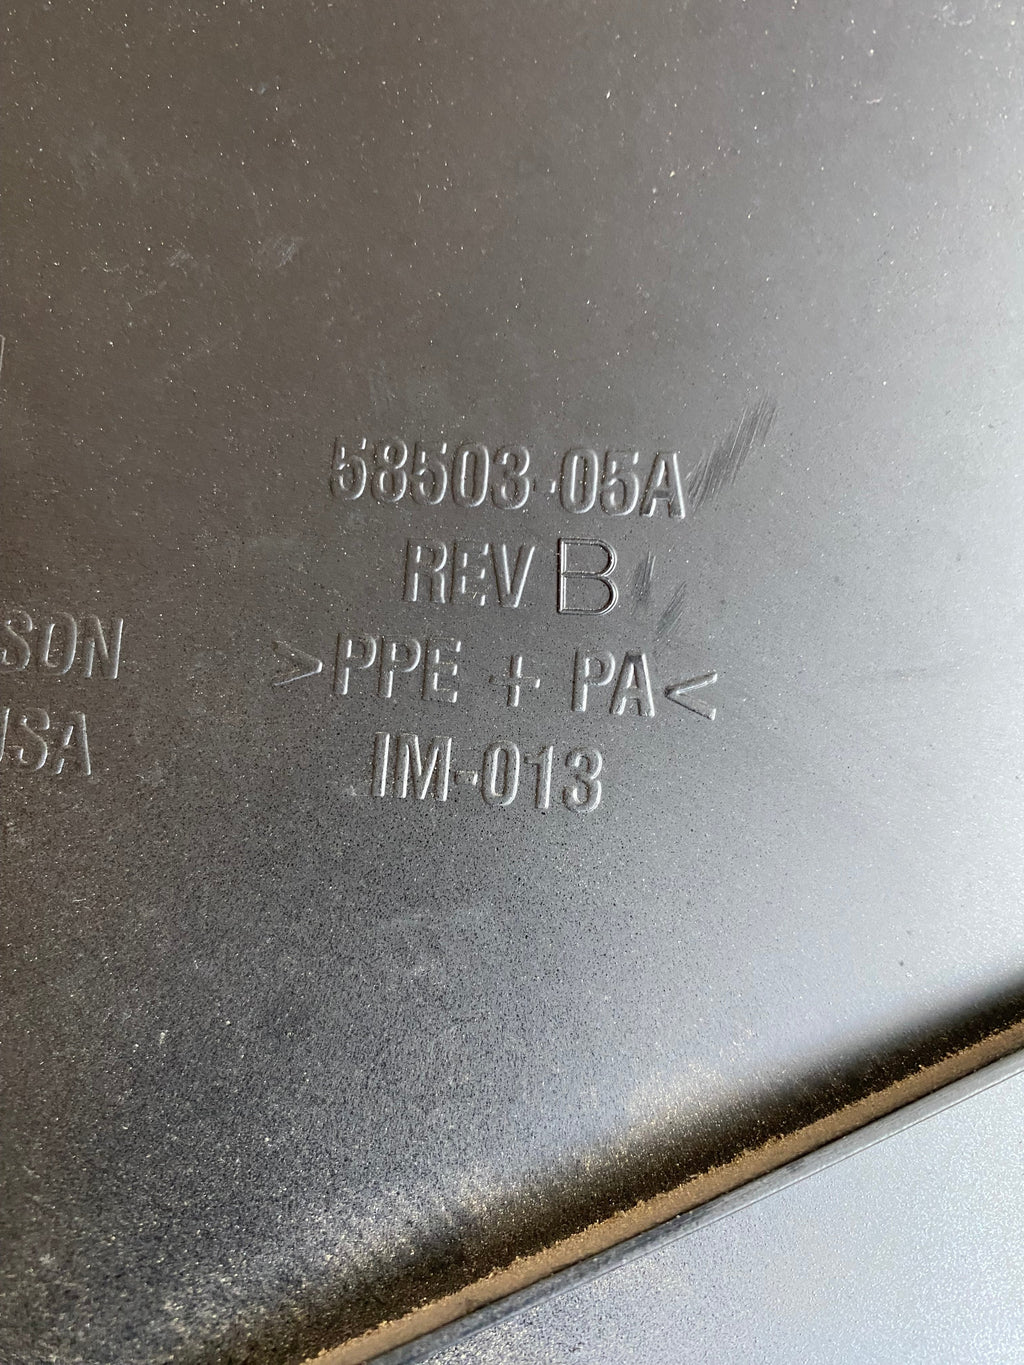 58503-05A
REV B
>PPE + PA<
IM-013
SON
USA